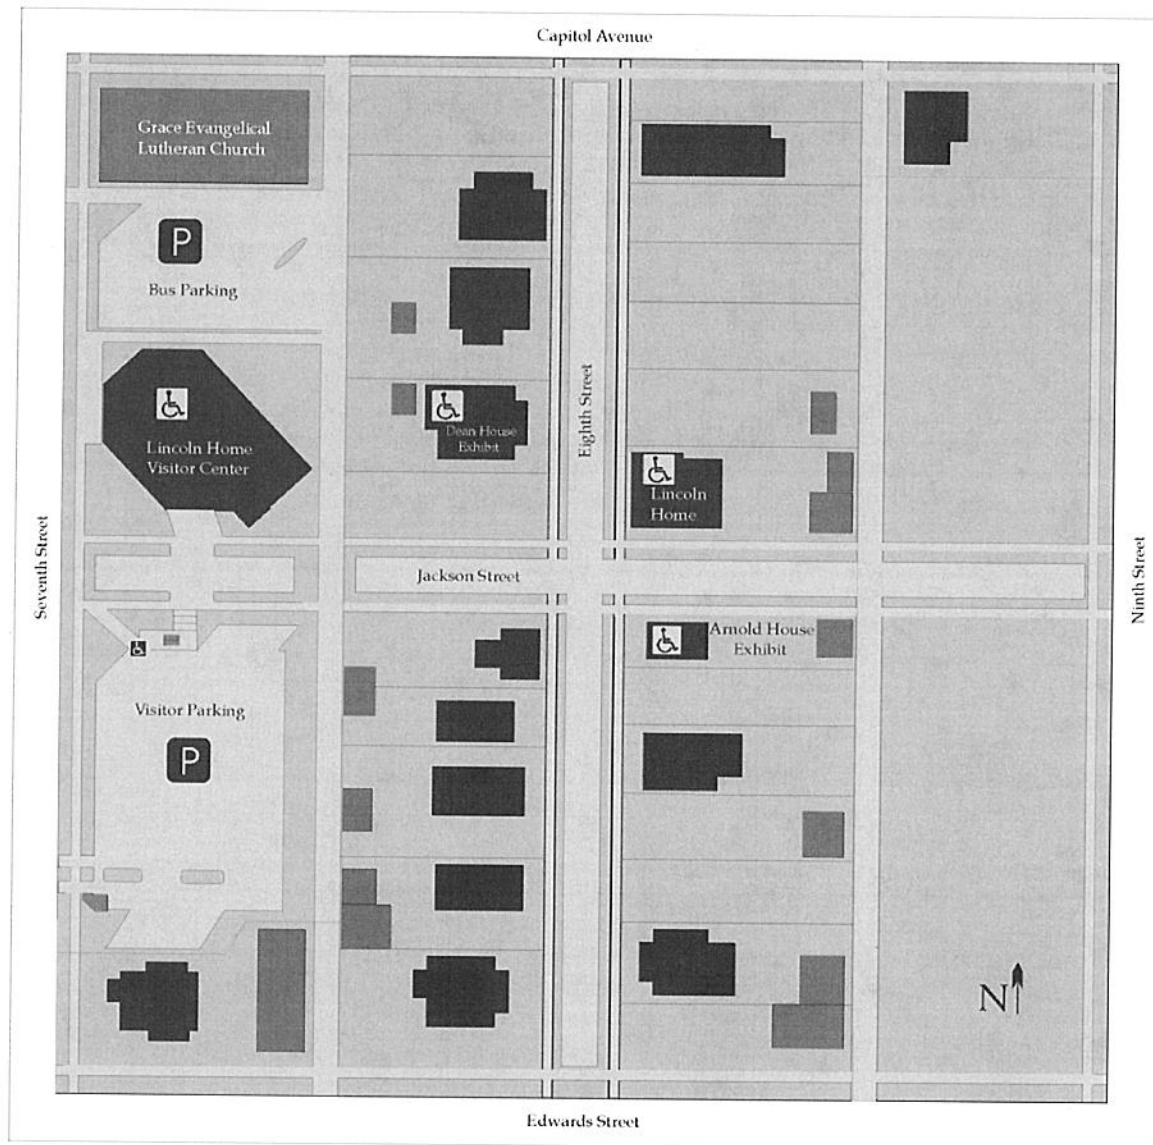 Capitol Avenue
Grace Evangelical
Lutheran Church
P
Bus Parking
Eighth Street
Dean House
Exhibit
Lincoln Home
Visitor Center
Lincoln
Home
Seventh Street
Jackson Street
Ninth Street
Arnold House
Exhibit
Visitor Parking
P
N
Edwards Street